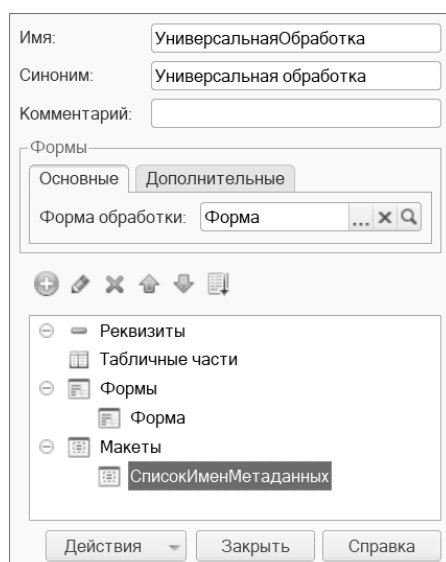 Имя: УниверсальнаяОбработка
Синоним: Универсальная обработка
Комментарий:
Формы
Основные Дополнительные
Форма обработки: Форма ...
Реквизиты
Табличные части
Формы
Форма
Макеты
СписокИменМетаданных
Действия Закрыть Справка